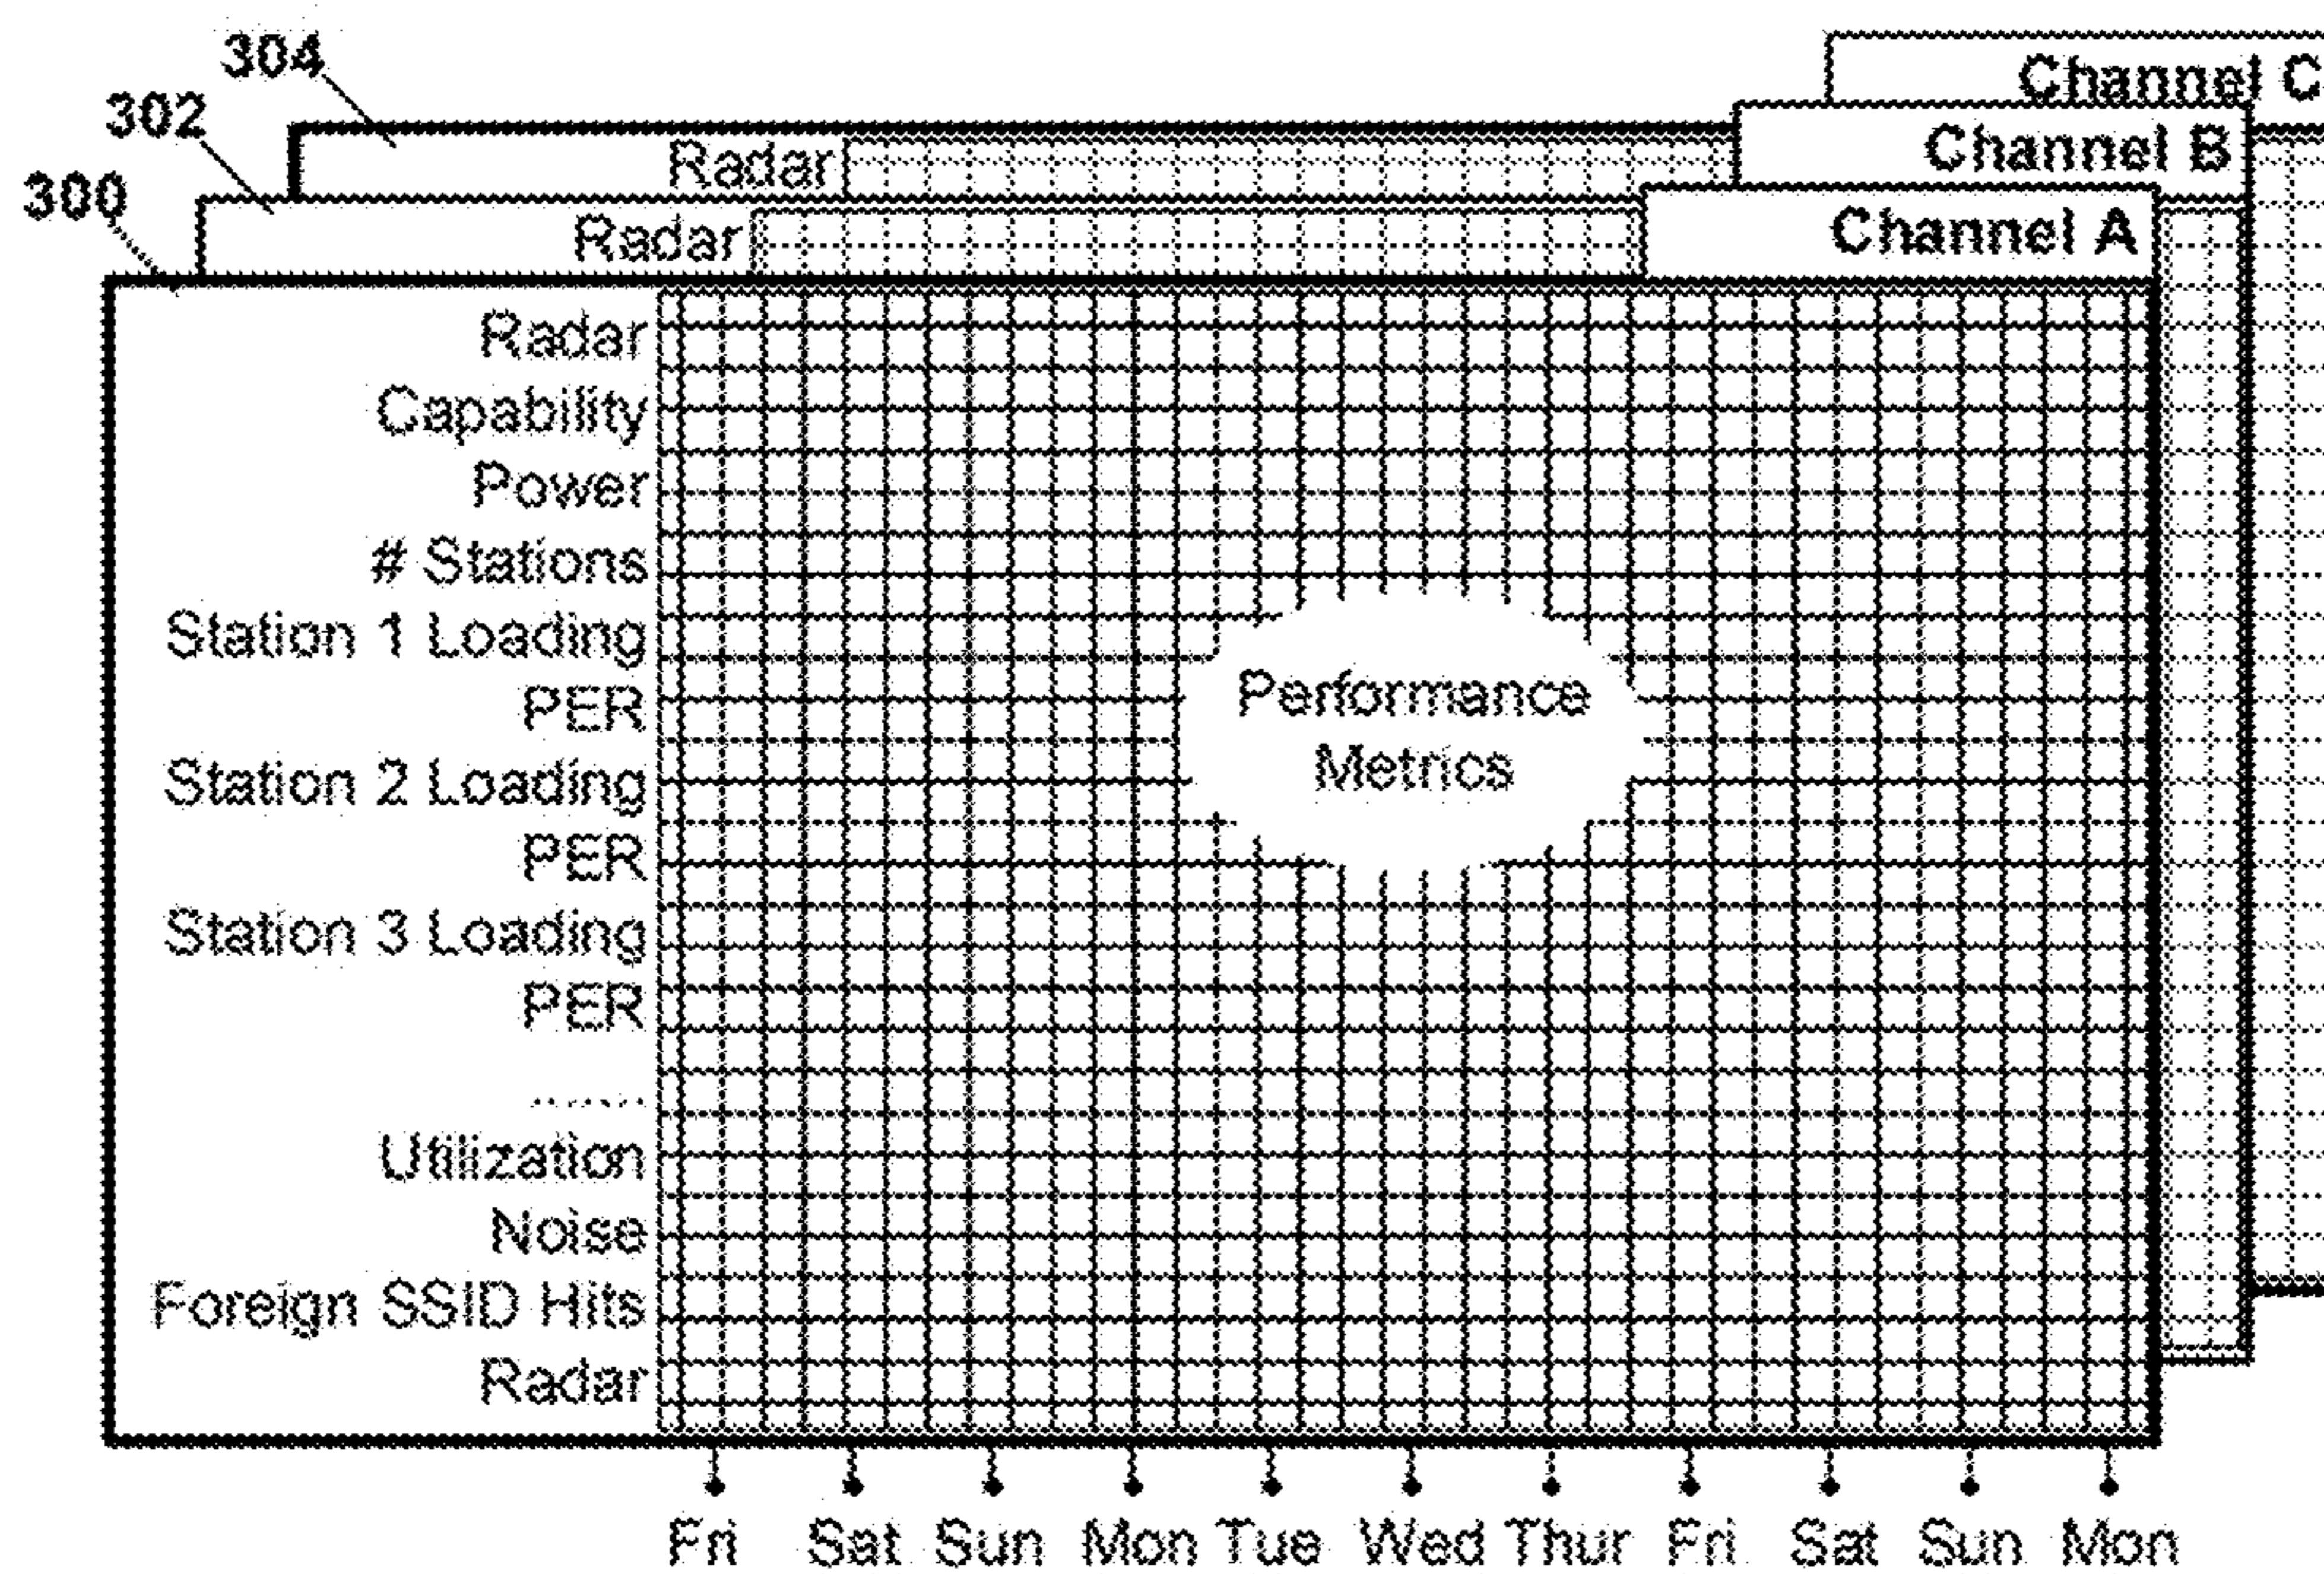 304
Channel C
302
Radar
Channel B
300
Radar
Channel A
Radar
Capability
Power
# Stations
Station 1 Loading
PER
Station 2 Loading
PER
Station 3 Loading
PER
......
Utilization
Noise
Foreign SSID Hits
Radar
Performance
Metrics
Fri Sat Sun Mon Tue Wed Thur Fri Sat Sun Mon